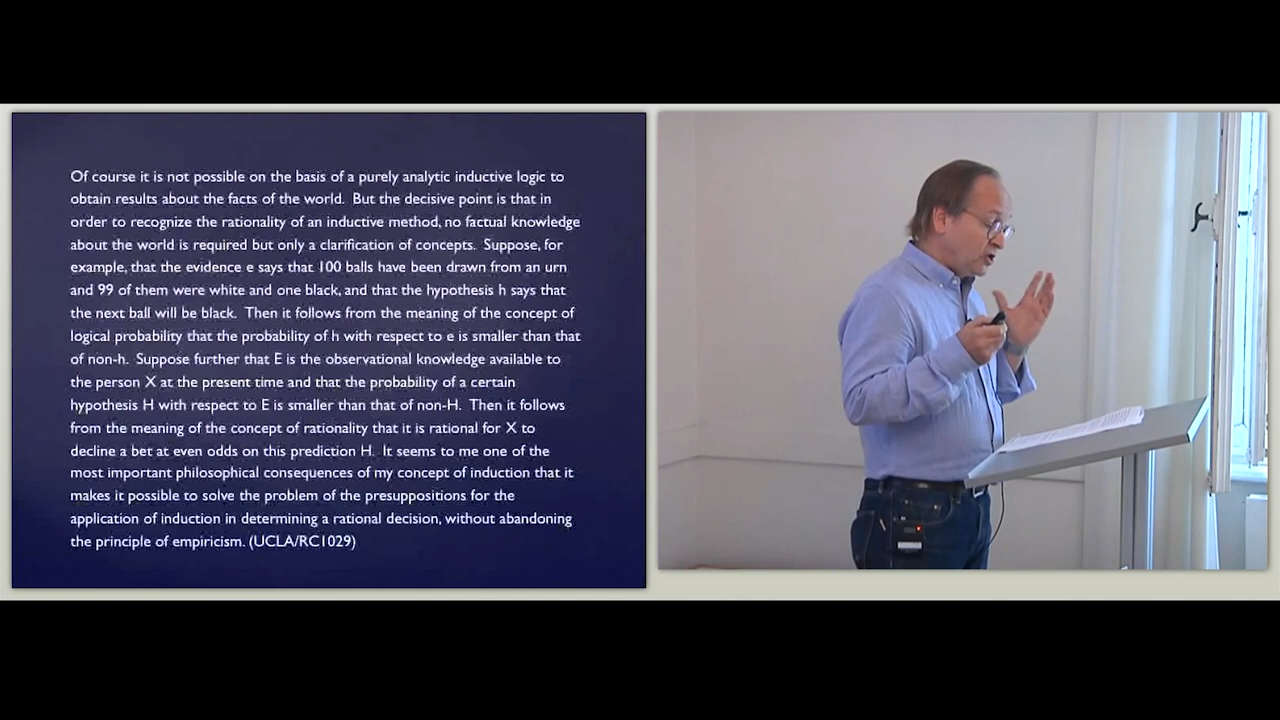 Of course it is not possible on the basis of a purely analytic inductive logic to
obtain results about the facts of the world.  But the decisive point is that in
order to recognize the rationality of an inductive method, no factual knowledge
about the world is required but only a clarification of concepts.  Suppose, for
example, that the evidence e says that 100 balls have been drawn from an urn
and 99 of them were white and one black, and that the hypothesis h says that
the next ball will be black.  Then it follows from the meaning of the concept of
logical probability that the probability of h with respect to e is smaller than that
of non-h.  Suppose further that E is the observational knowledge available to
the person X at the present time and that the probability of a certain
hypothesis H with respect to E is smaller than that of non-H.  Then it follows
from the meaning of the concept of rationality that it is rational for X to
decline a bet at even odds on this prediction H.  It seems to me one of the
most important philosophical consequences of my concept of induction that it
makes it possible to solve the problem of the presuppositions for the
application of induction in determining a rational decision, without abandoning
the principle of empiricism. (UCLA/RC1029)